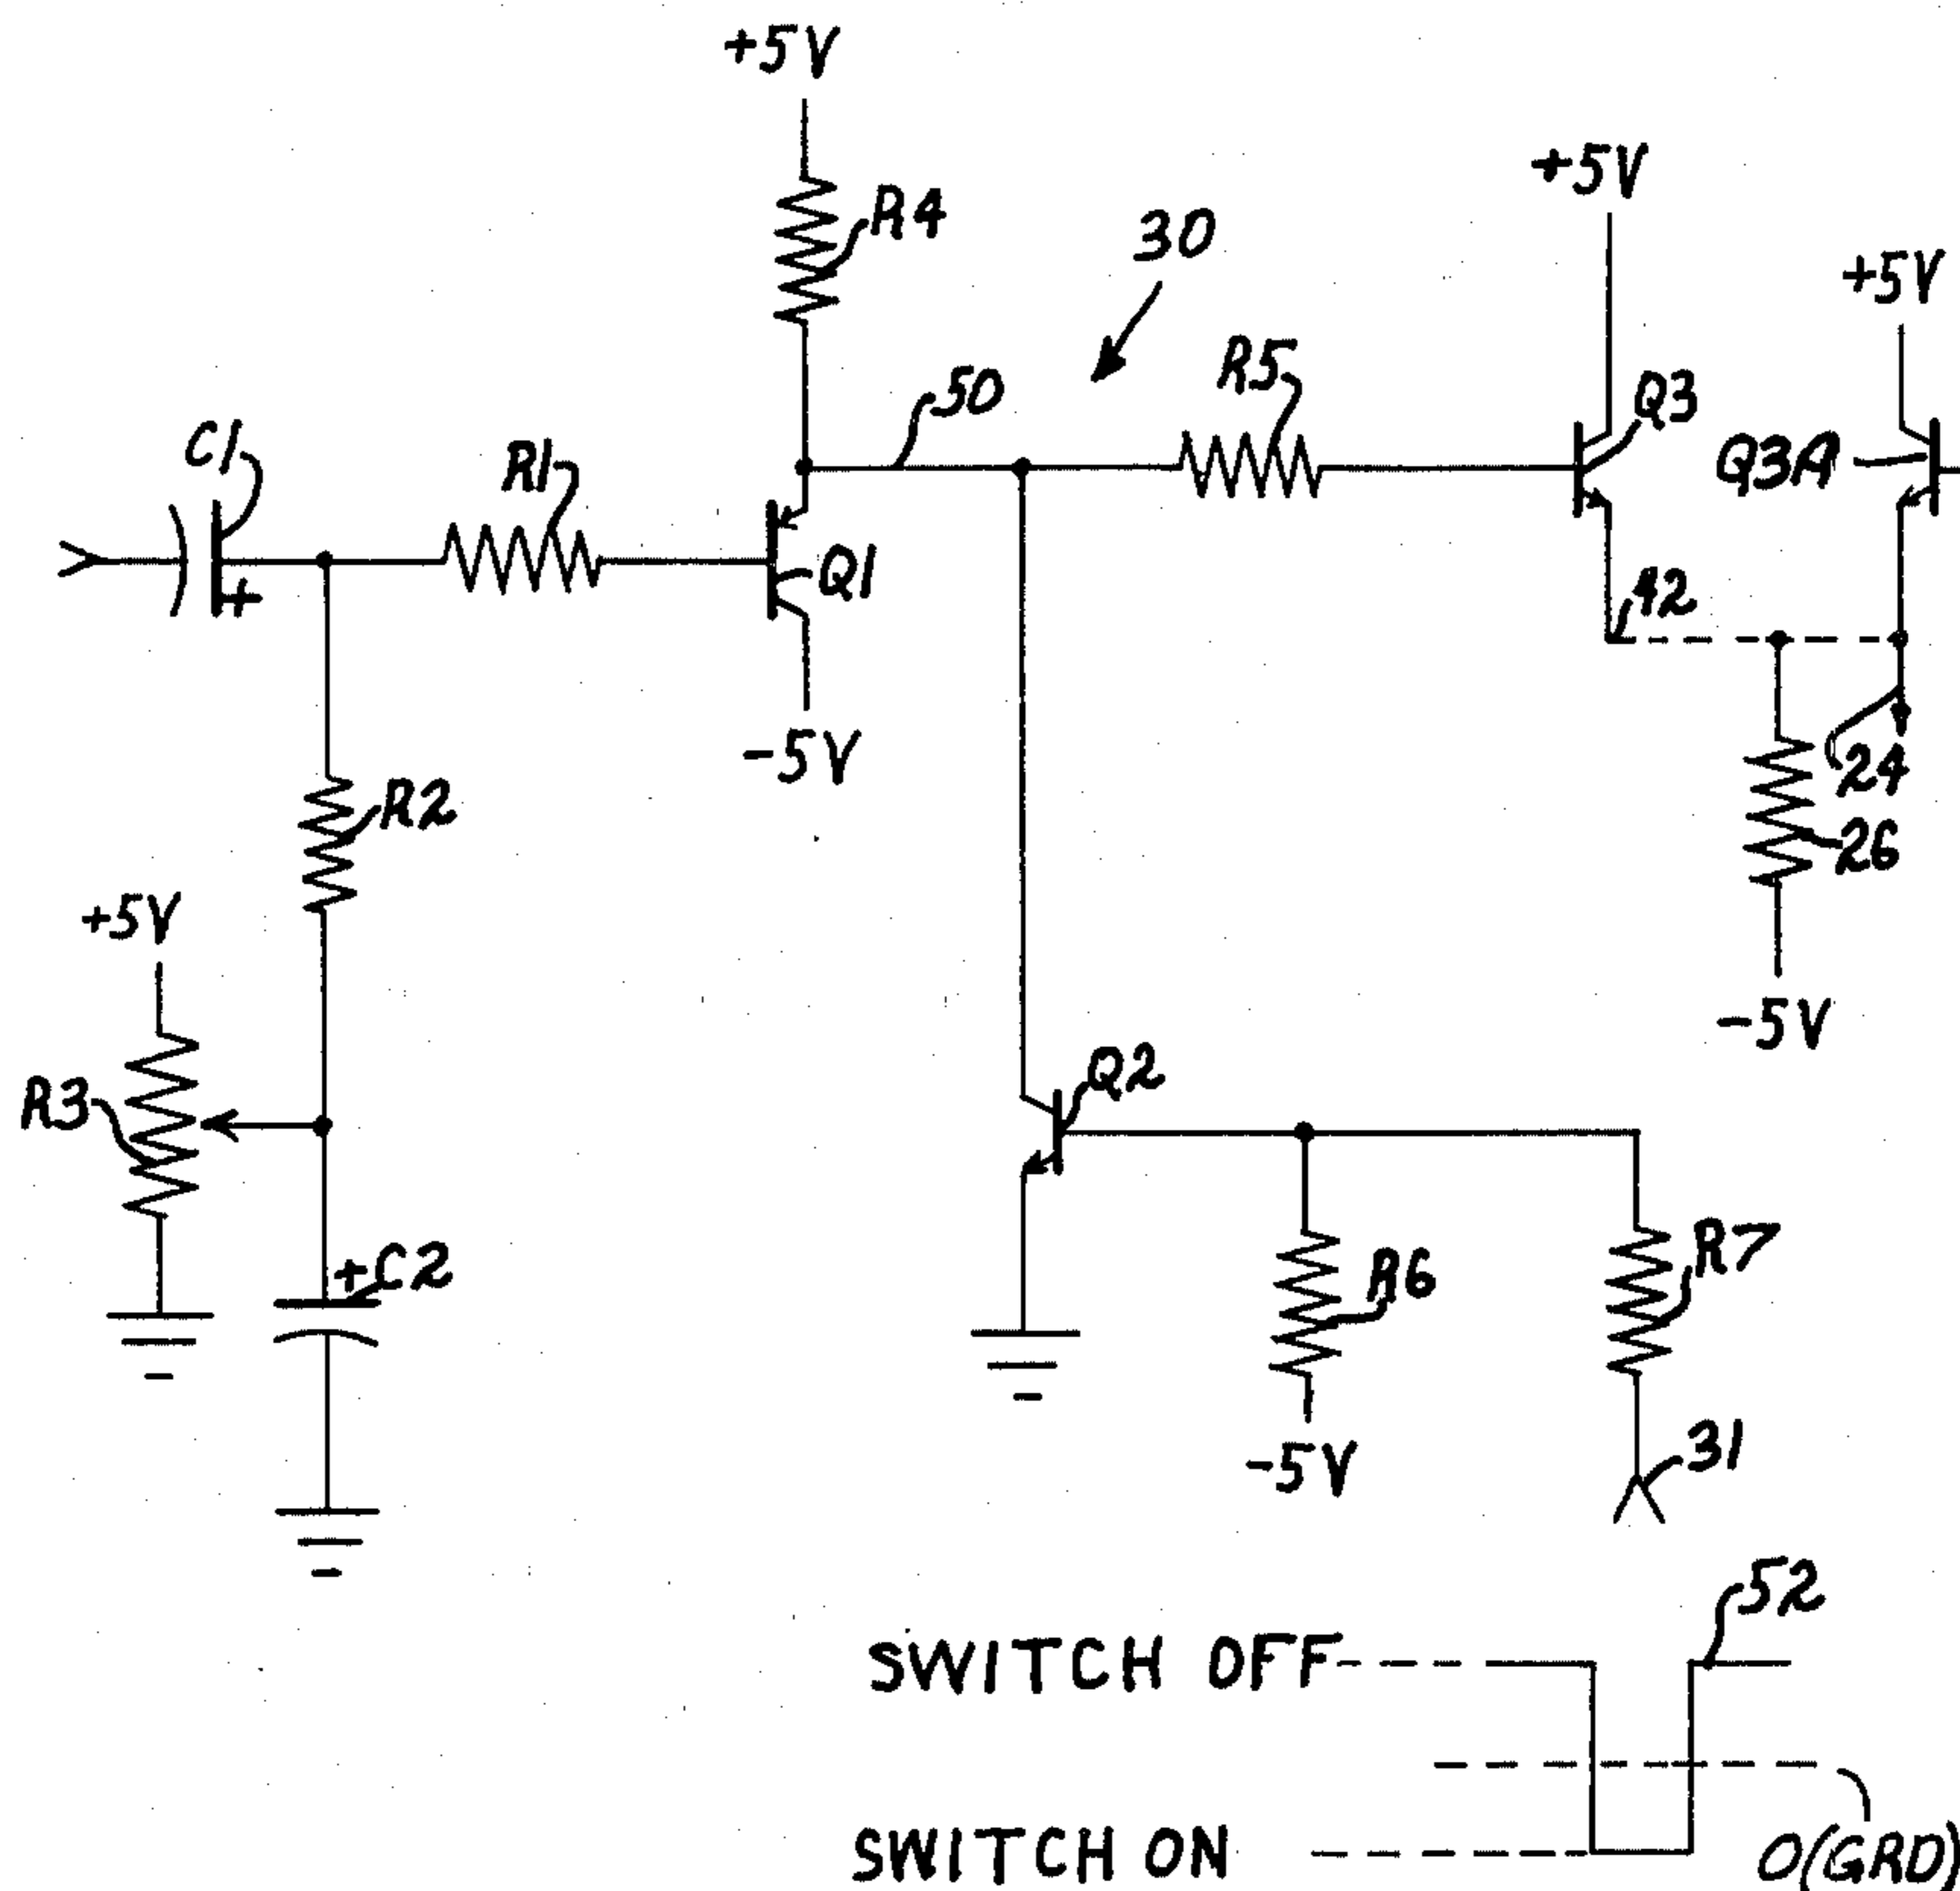 +5V
R4
30
+5V
+5V
C1
R1
50
R5
Q3
Q3A
Q1
42
-5V
24
R2
26
+5V
-5V
R3
Q2
+C2
+
R6
R7
-5V
31
52
SWITCH OFF
SWITCH ON
0(GRD)